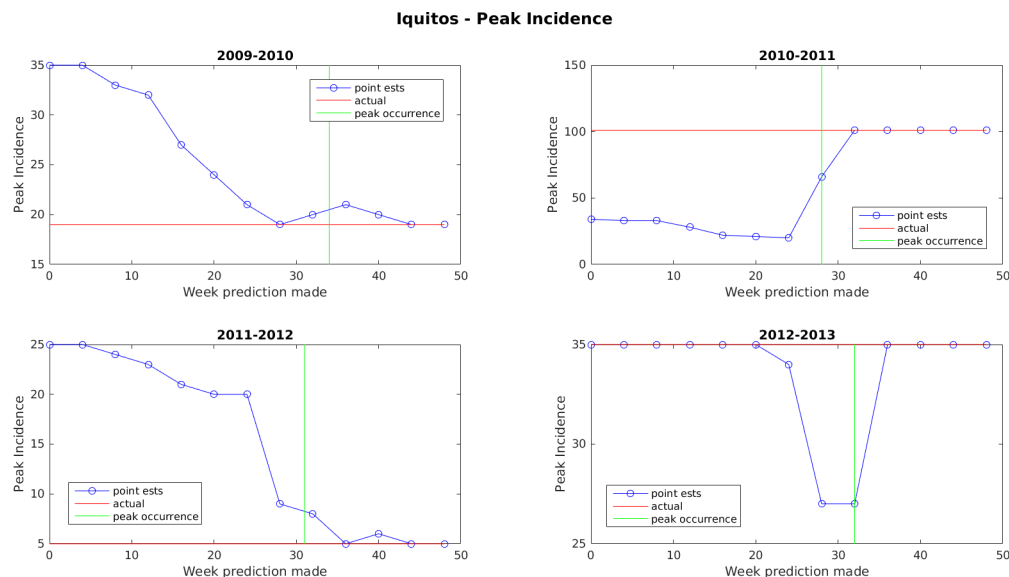 Iquitos - Peak Incidence
2009-2010
35
30
25
20
15
Peak Incidence
point ests
actual
peak occurrence
0 10 20 30 40 50
Week prediction made
2010-2011
150
100
50
0
Peak Incidence
point ests
actual
peak occurrence
0 10 20 30 40 50
Week prediction made
2011-2012
25
20
15
10
5
Peak Incidence
point ests
actual
peak occurrence
0 10 20 30 40 50
Week prediction made
2012-2013
35
30
25
Peak Incidence
point ests
actual
peak occurrence
0 10 20 30 40 50
Week prediction made